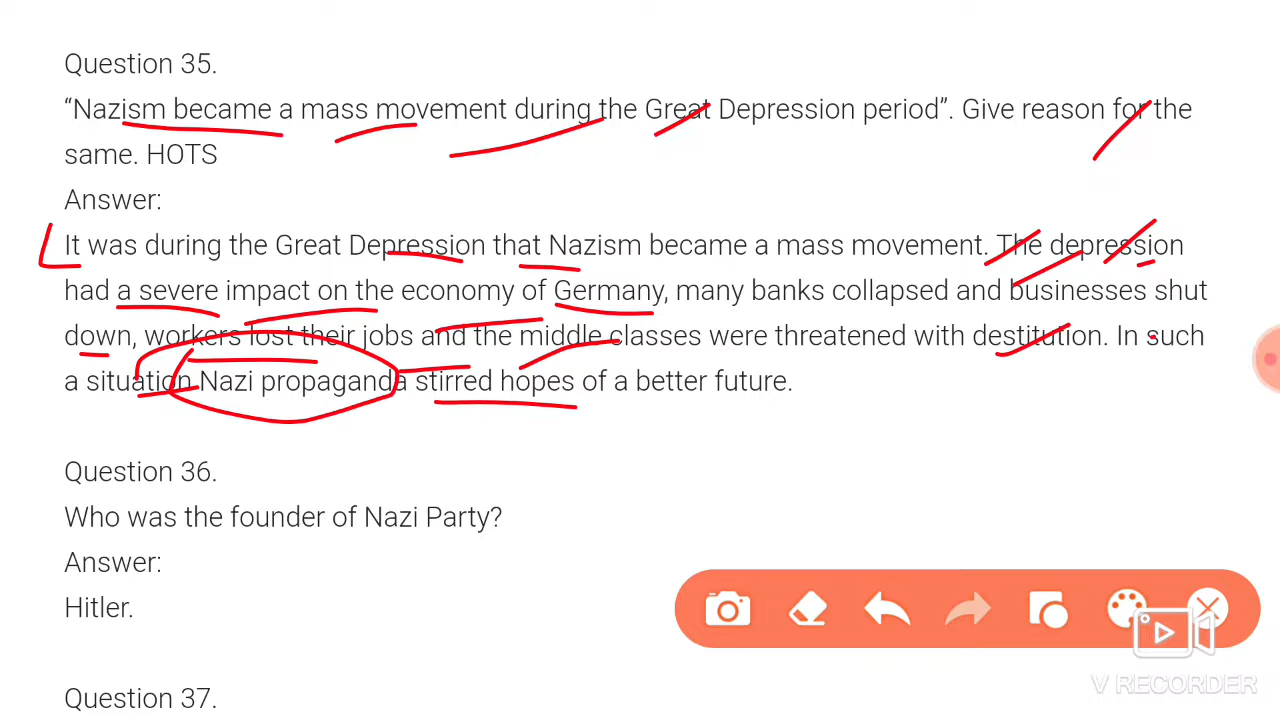 Question 35.
“Nazism became a mass movement during the Great Depression period”. Give reason for the
same. HOTS
Answer:
It was during the Great Depression that Nazism became a mass movement. The depression
had a severe impact on the economy of Germany, many banks collapsed and businesses shut
down, workers lost their jobs and the middle classes were threatened with destitution. In such
a situation Nazi propaganda stirred hopes of a better future.
Question 36.
Who was the founder of Nazi Party?
Answer:
Hitler.
Question 37.
V RECORDER